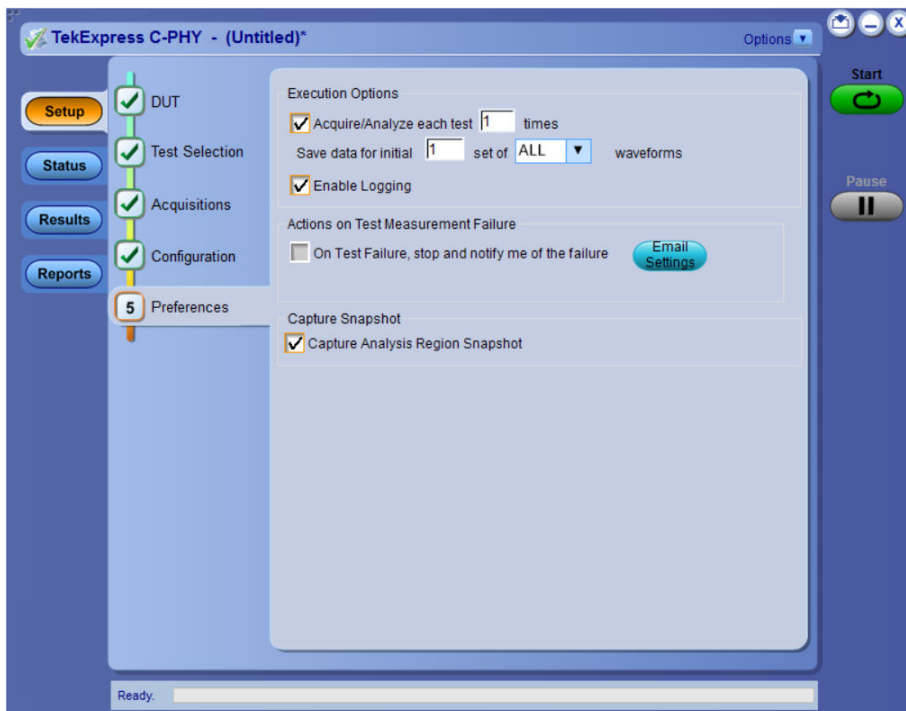 TekExpress C-PHY - (Untitled)*
Options
X
Start
Pause
Setup
Status
Results
Reports
DUT
Test Selection
Acquisitions
Configuration
5 Preferences
Execution Options
Acquire/Analyze each test 1 times
Save data for initial 1 set of ALL waveforms
Enable Logging
Actions on Test Measurement Failure
On Test Failure, stop and notify me of the failure
Email
Settings
Capture Snapshot
Capture Analysis Region Snapshot
Ready.